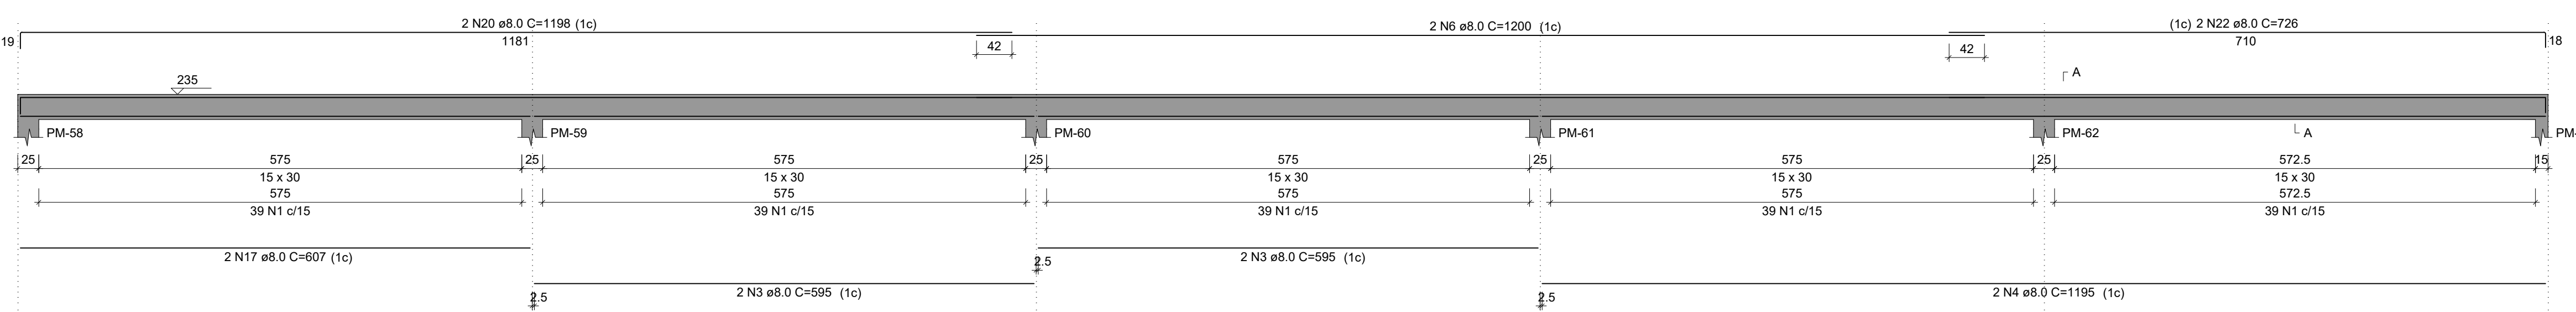 2 N20 ø8.0 C=1198 (1c)
2 N6 ø8.0 C=1200 (1c)
(1c) 2 N22 ø8.0 C=726
19 1181 42 42 710 18
235
A
PM-58 PM-59 PM-60 PM-61 PM-62 A PM-
25 575 25 575 25 575 25 575 25 572.5 15
15 x 30 15 x 30 15 x 30 15 x 30 15 x 30
575 575 575 575 572.5
39 N1 c/15 39 N1 c/15 39 N1 c/15 39 N1 c/15 39 N1 c/15
2 N17 ø8.0 C=607 (1c)
2.5 2 N3 ø8.0 C=595 (1c)
2.5 2 N3 ø8.0 C=595 (1c)
2.5 2 N4 ø8.0 C=1195 (1c)